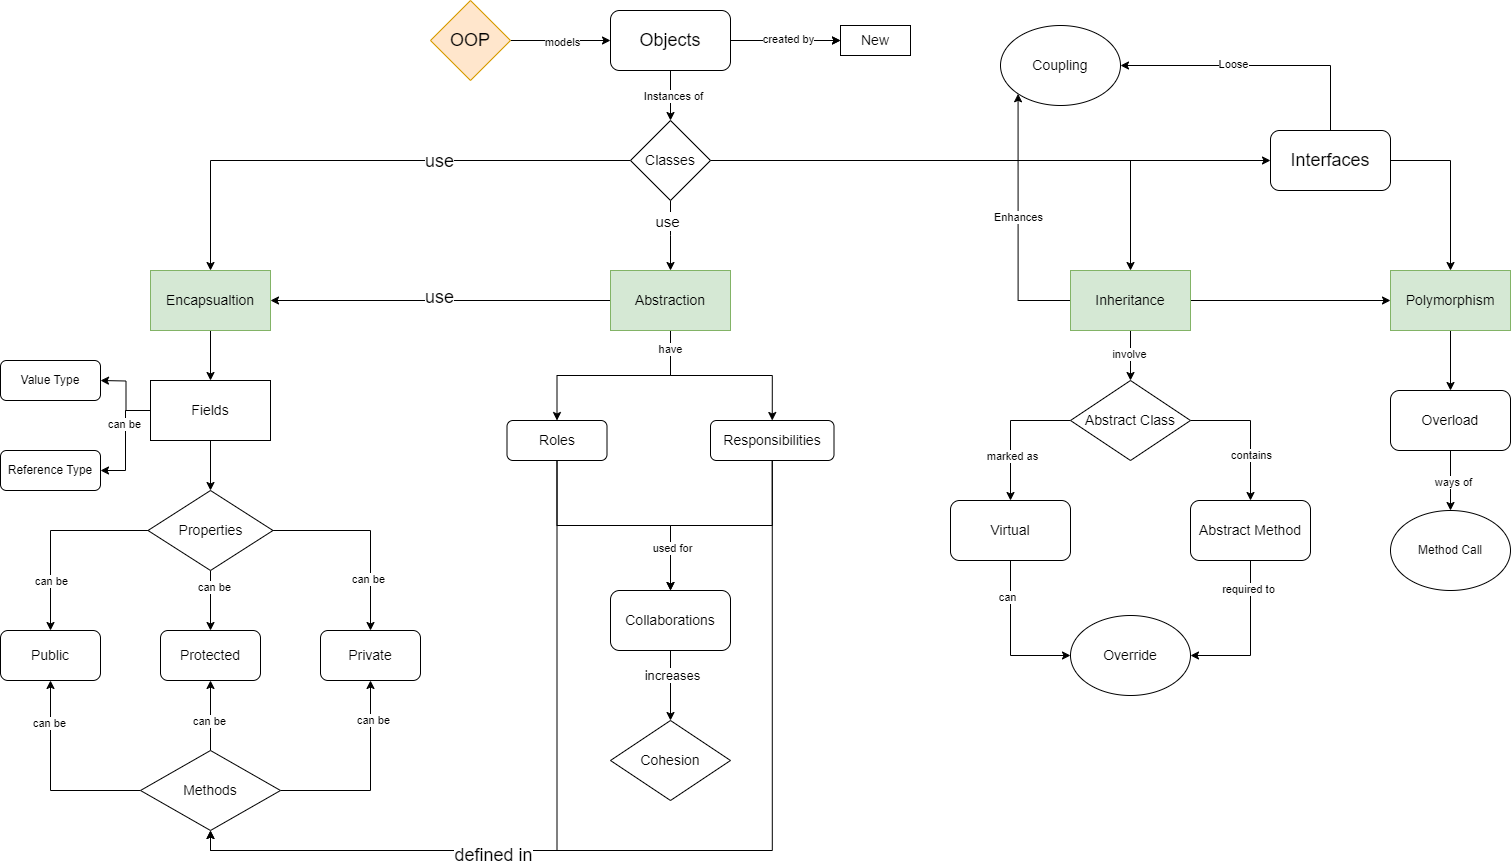 OOP
models
Objects
created by
New
Coupling
Loose
Instances of
Classes
use
Interfaces
Enhances
use
Encapsualtion
use
Abstraction
Inheritance
Polymorphism
have
involve
Value Type
can be
Fields
Reference Type
Roles
Responsibilities
Abstract Class
Overload
marked as
contains
ways of
Properties
Virtual
Abstract Method
Method Call
used for
can be
can be
can be
can
required to
Collaborations
Public
Protected
Private
Override
increases
can be
can be
can be
Cohesion
Methods
defined in